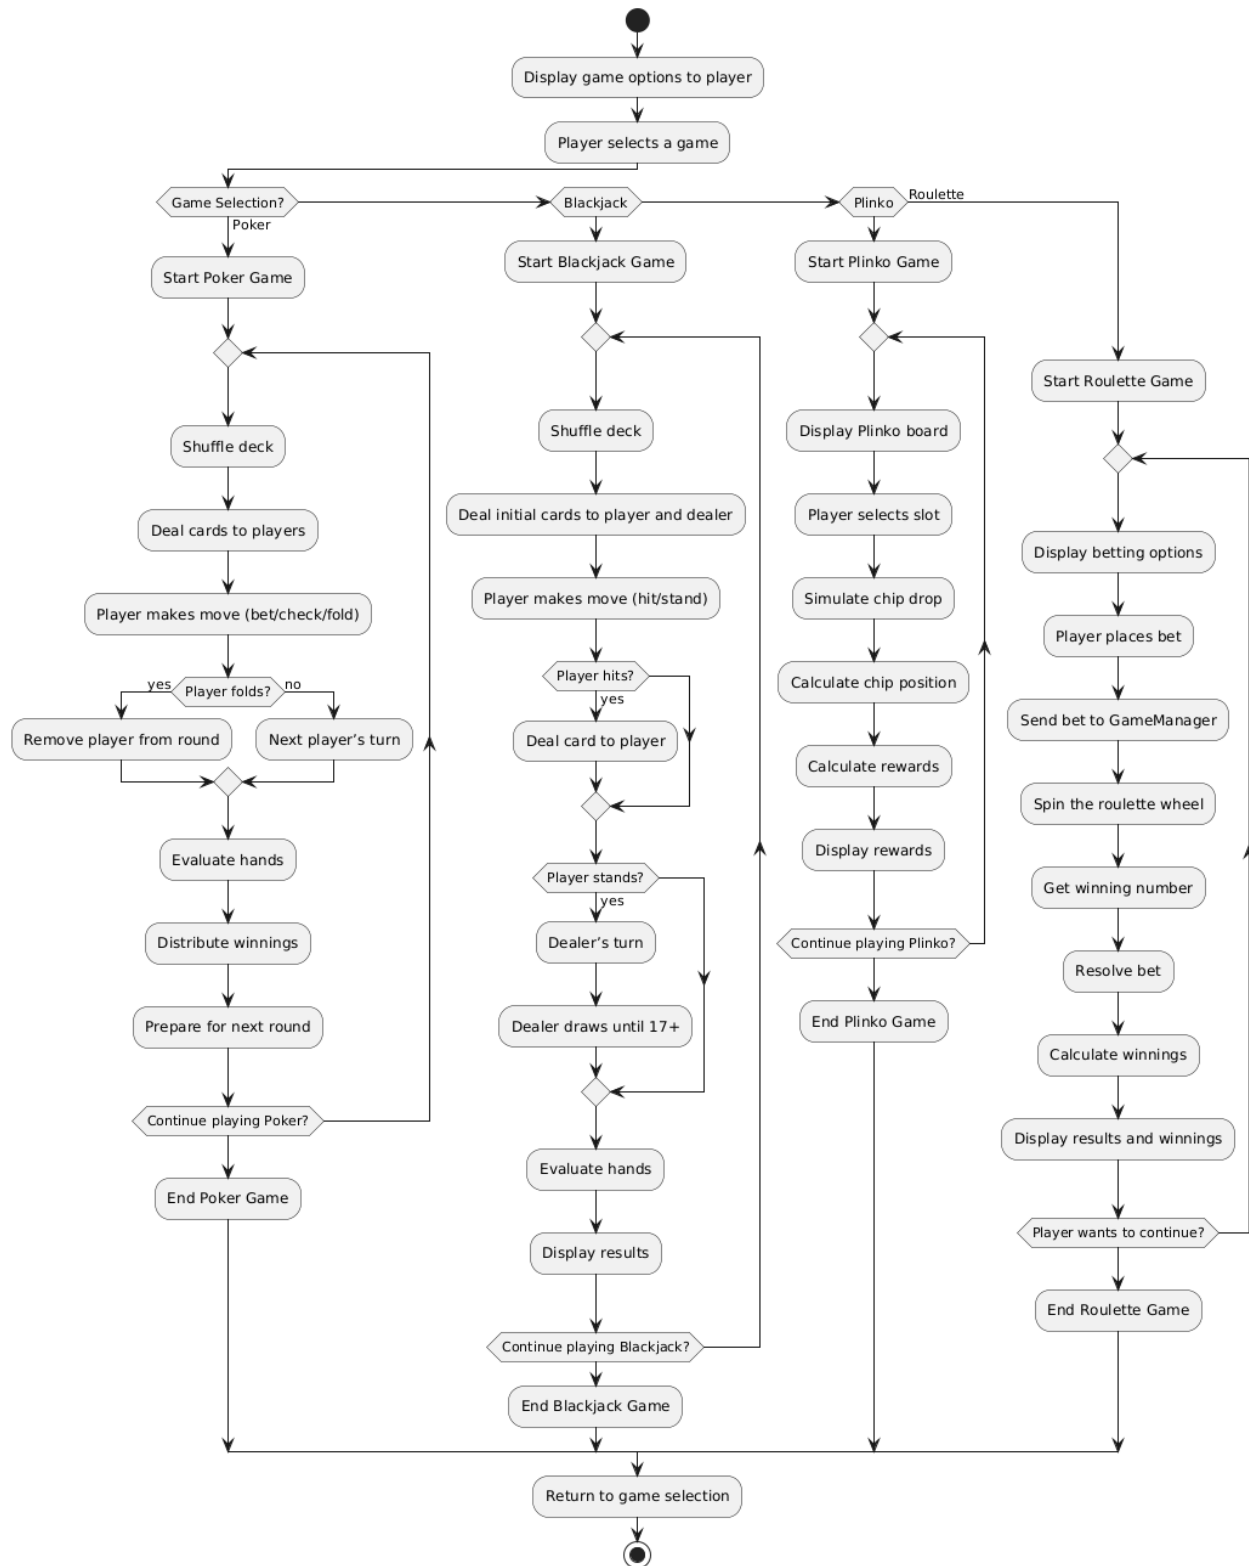 Display game options to player
Player selects a game
Game Selection?
Poker
Blackjack
Plinko
Roulette
Start Poker Game
Shuffle deck
Deal cards to players
Player makes move (bet/check/fold)
yes
Player folds?
no
Remove player from round
Next player’s turn
Evaluate hands
Distribute winnings
Prepare for next round
Continue playing Poker?
End Poker Game
Start Blackjack Game
Shuffle deck
Deal initial cards to player and dealer
Player makes move (hit/stand)
Player hits?
yes
Deal card to player
Player stands?
yes
Dealer’s turn
Dealer draws until 17+
Evaluate hands
Display results
Continue playing Blackjack?
End Blackjack Game
Start Plinko Game
Display Plinko board
Player selects slot
Simulate chip drop
Calculate chip position
Calculate rewards
Display rewards
Continue playing Plinko?
End Plinko Game
Start Roulette Game
Display betting options
Player places bet
Send bet to GameManager
Spin the roulette wheel
Get winning number
Resolve bet
Calculate winnings
Display results and winnings
Player wants to continue?
End Roulette Game
Return to game selection